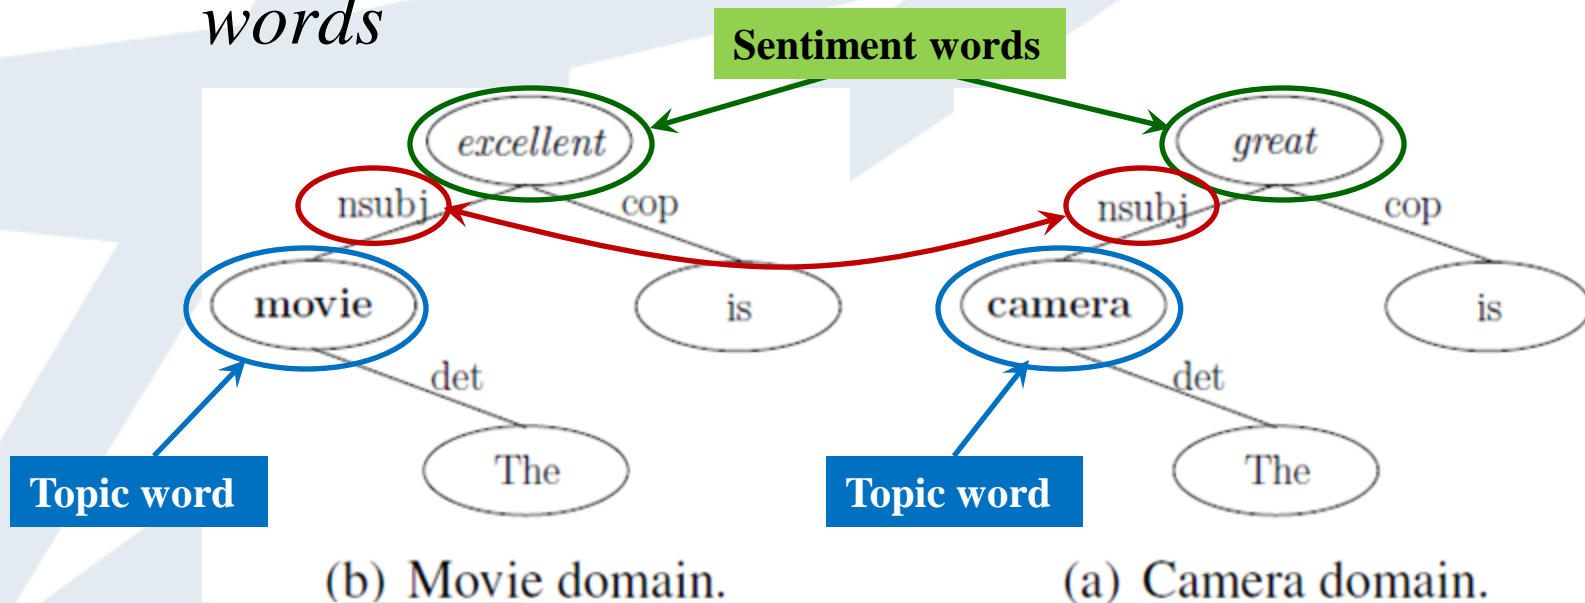 words
Sentiment words
excellent
great
nsubj
cop
nsubj
cop
movie
is
camera
is
det
det
The
The
Topic word
Topic word
(b) Movie domain.
(a) Camera domain.